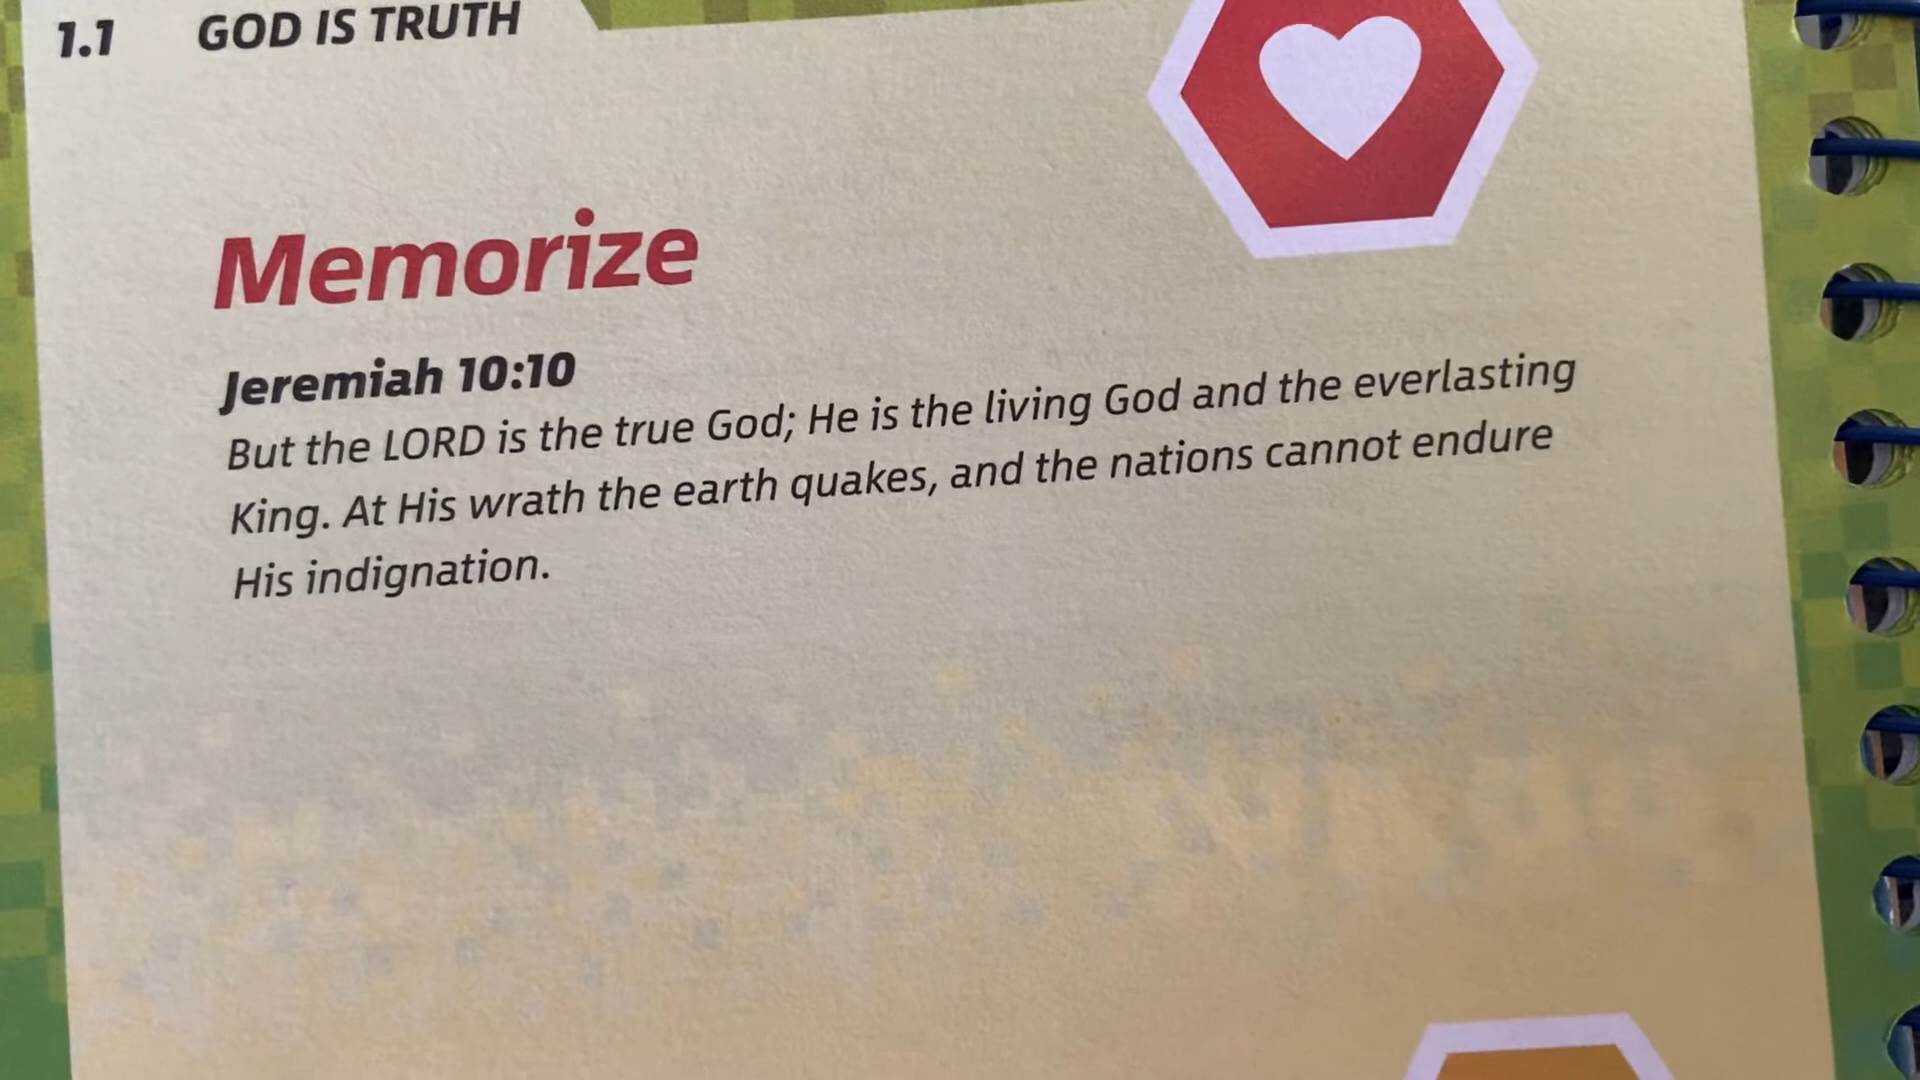 1.1 GOD IS TRUTH
Memorize
Jeremiah 10:10
But the LORD is the true God; He is the living God and the everlasting
King. At His wrath the earth quakes, and the nations cannot endure
His indignation.